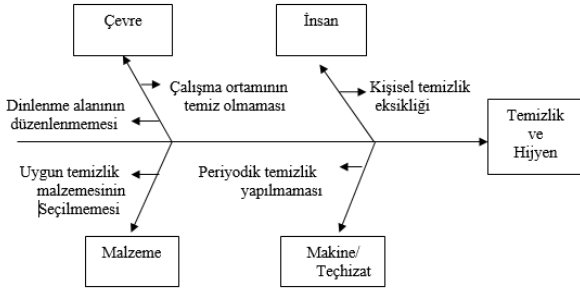 Çevre
İnsan
Çalışma ortamının
temiz olmaması
Kişisel temizlik
eksikliği
Dinlenme alanının
düzenlenmemesi
Temizlik
ve
Hijyen
Uygun temizlik
malzemesinin
Seçilmemesi
Periyodik temizlik
yapılmaması
Malzeme
Makine/
Teçhizat